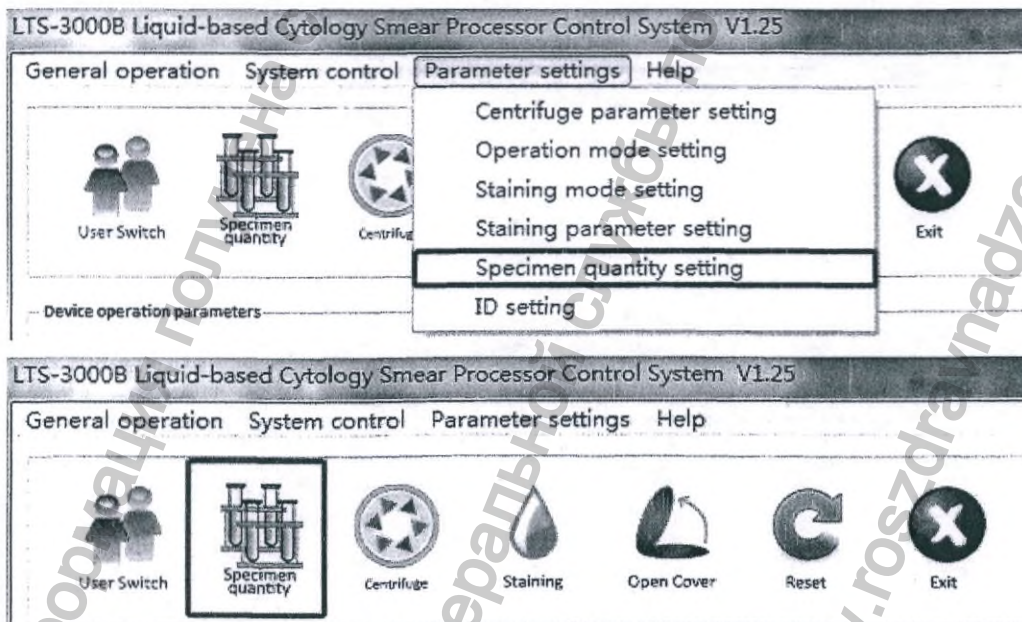 LTS-3000B Liquid-based Cytology Smear Processor Control System V1.25
General operation System control Parameter settings Help
Centrifuge parameter setting
Operation mode setting
Staining mode setting
Staining parameter setting
Specimen quantity setting
ID setting
User Switch
Specimen quantity
Exit
Device operation parameters
LTS-3000B Liquid-based Cytology Smear Processor Control System V1.25
General operation System control Parameter settings Help
User Switch
Specimen quantity
Centrifuge
Staining
Open Cover
Reset
Exit